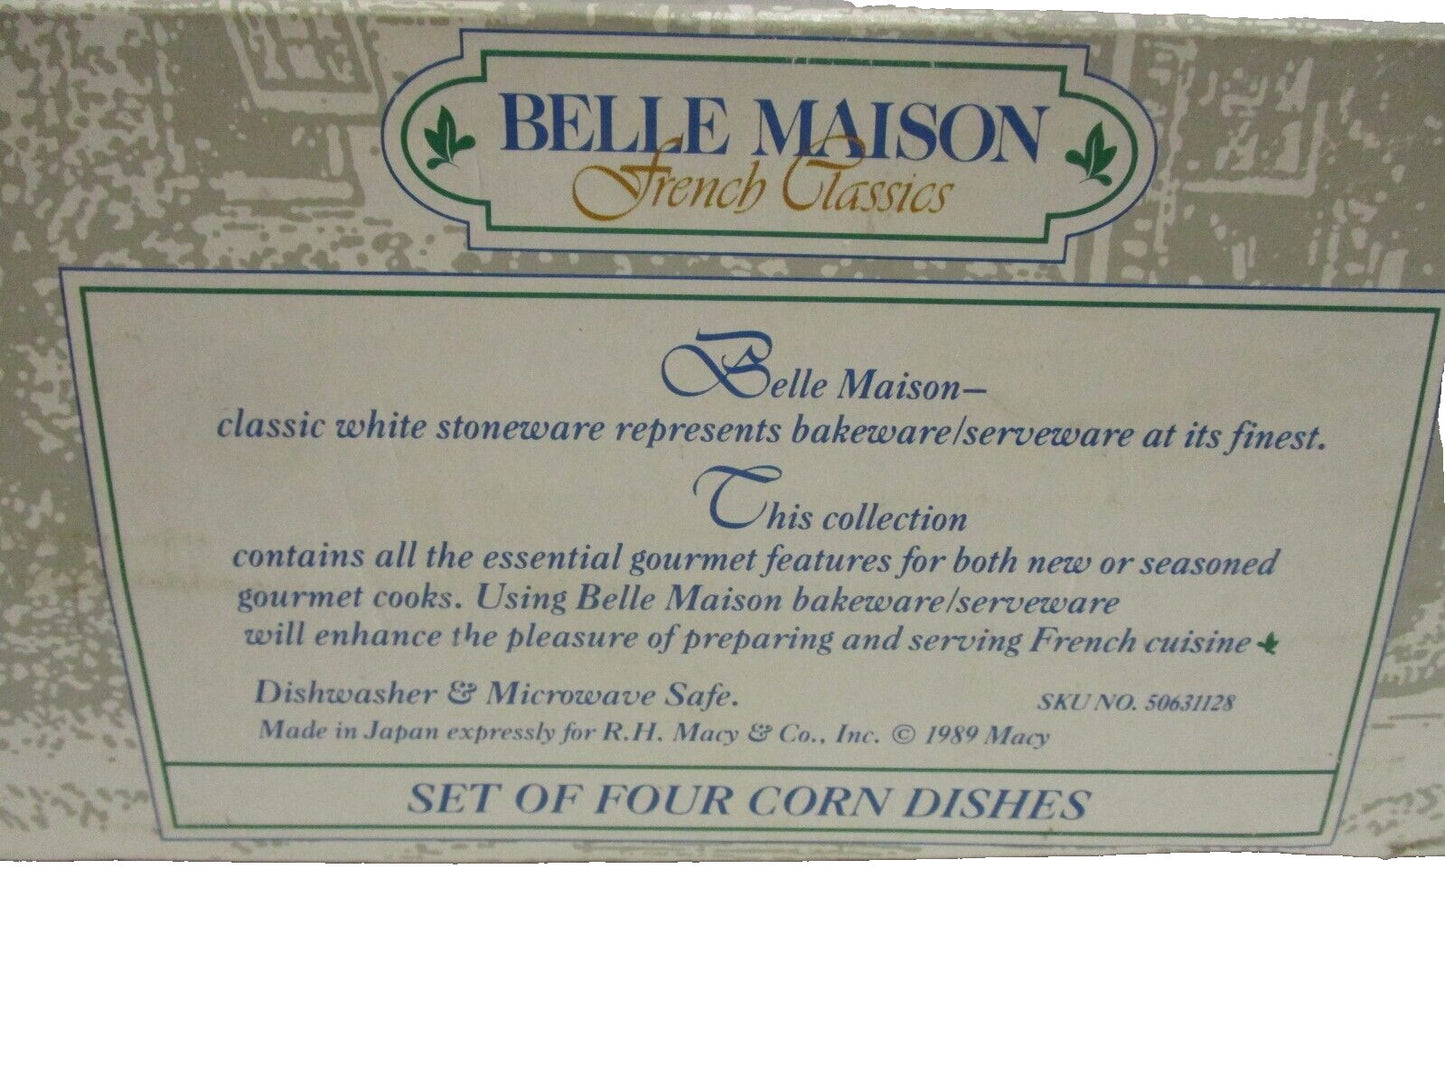 BELLE MAISON
French Classics
Belle Maison—
classic white stoneware represents bakeware/serveware at its finest.
This collection
contains all the essential gourmet features for both new or seasoned
gourmet cooks. Using Belle Maison bakeware/serveware
will enhance the pleasure of preparing and serving French cuisine
Dishwasher & Microwave Safe. SKU NO. 50631128
Made in Japan expressly for R.H. Macy & Co., Inc. © 1989 Macy
SET OF FOUR CORN DISHES